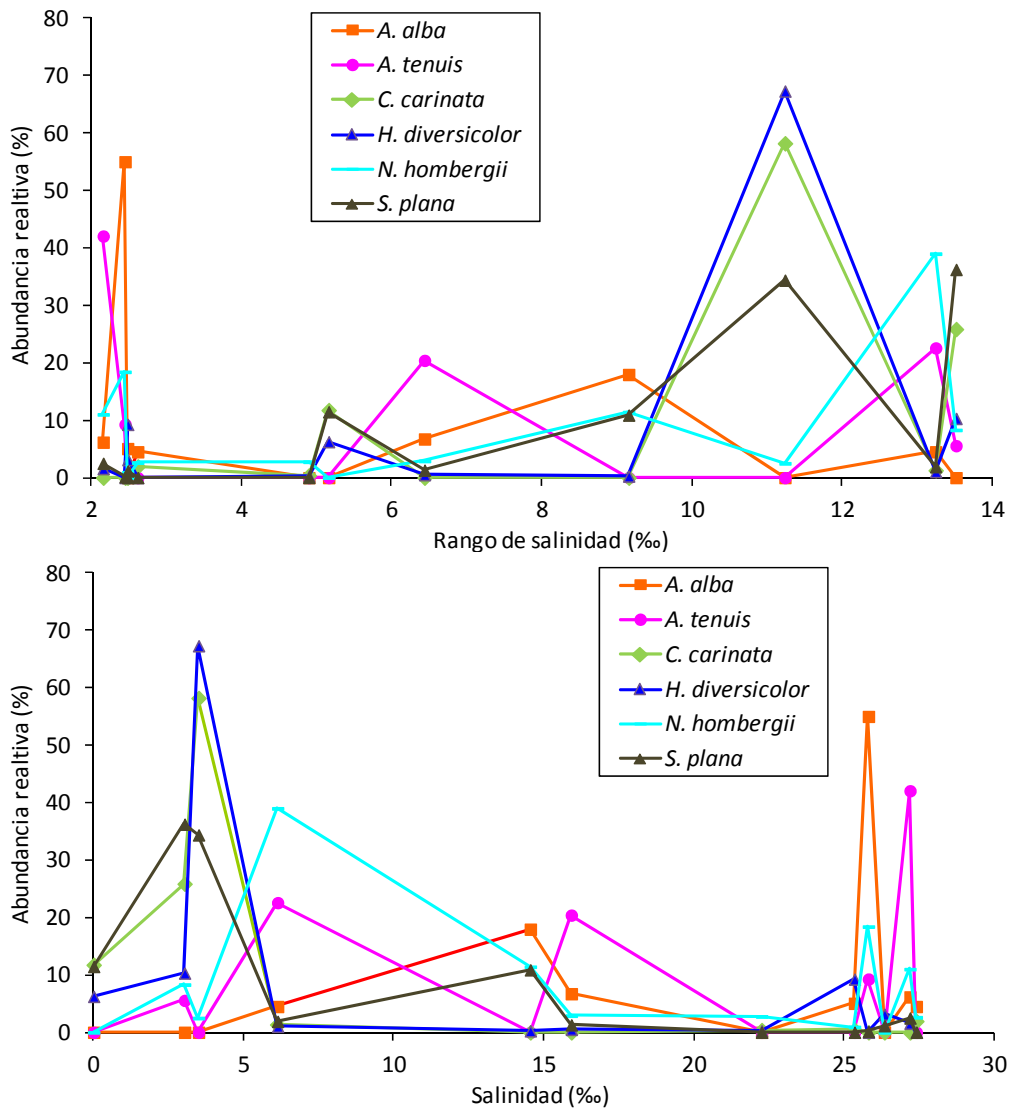 80
70
60
50
40
30
20
10
0
Abundancia realtiva (%)
A. alba
A. tenuis
C. carinata
H. diversicolor
N. hombergii
S. plana
2 4 6 8 10 12 14
Rango de salinidad (‰)
80
70
60
50
40
30
20
10
0
Abundancia realtiva (%)
A. alba
A. tenuis
C. carinata
H. diversicolor
N. hombergii
S. plana
0 5 10 15 20 25 30
Salinidad (‰)